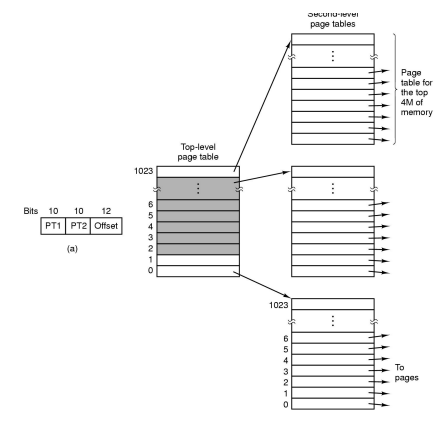 Second-level
page tables
Page
table for
the top
4M of
memory
Top-level
page table
1023
6
5
4
3
2
1
0
Bits 10 10 12
PT1 PT2 Offset
(a)
1023
6
5
4
3
2
1
0
To
pages